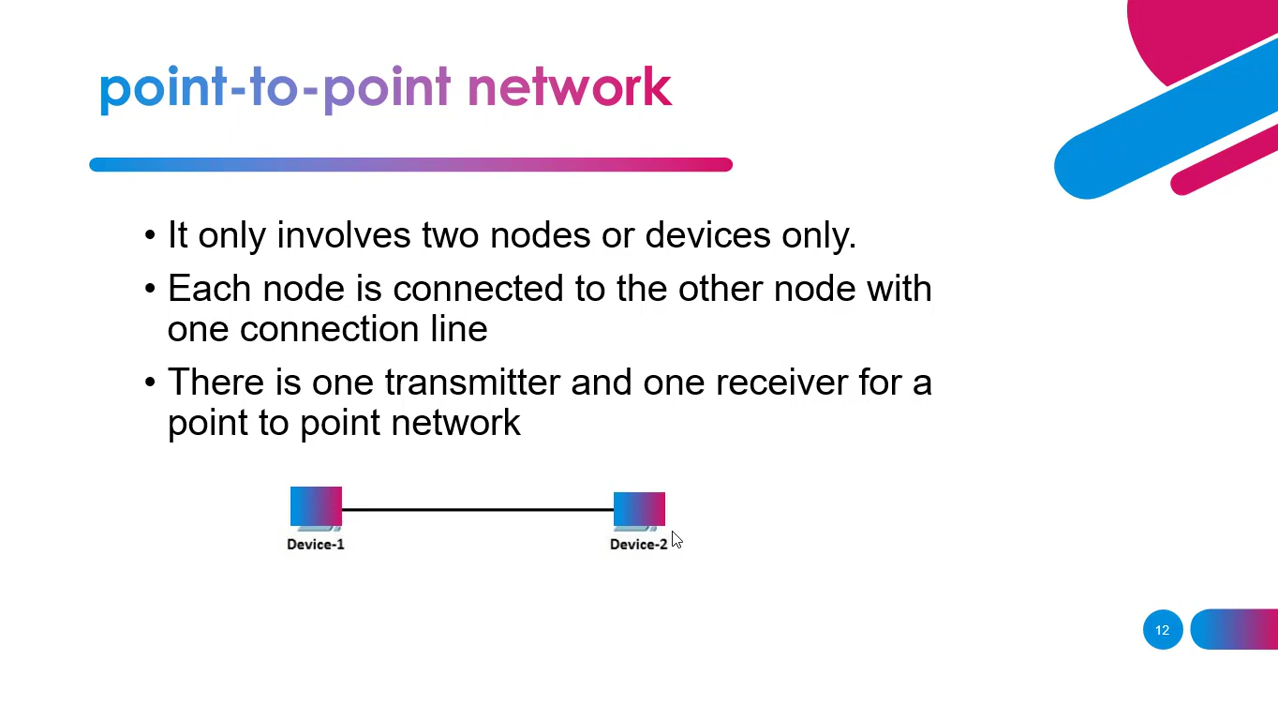 point-to-point network
• It only involves two nodes or devices only.
• Each node is connected to the other node with
one connection line
• There is one transmitter and one receiver for a
point to point network
Device-1
Device-2
12